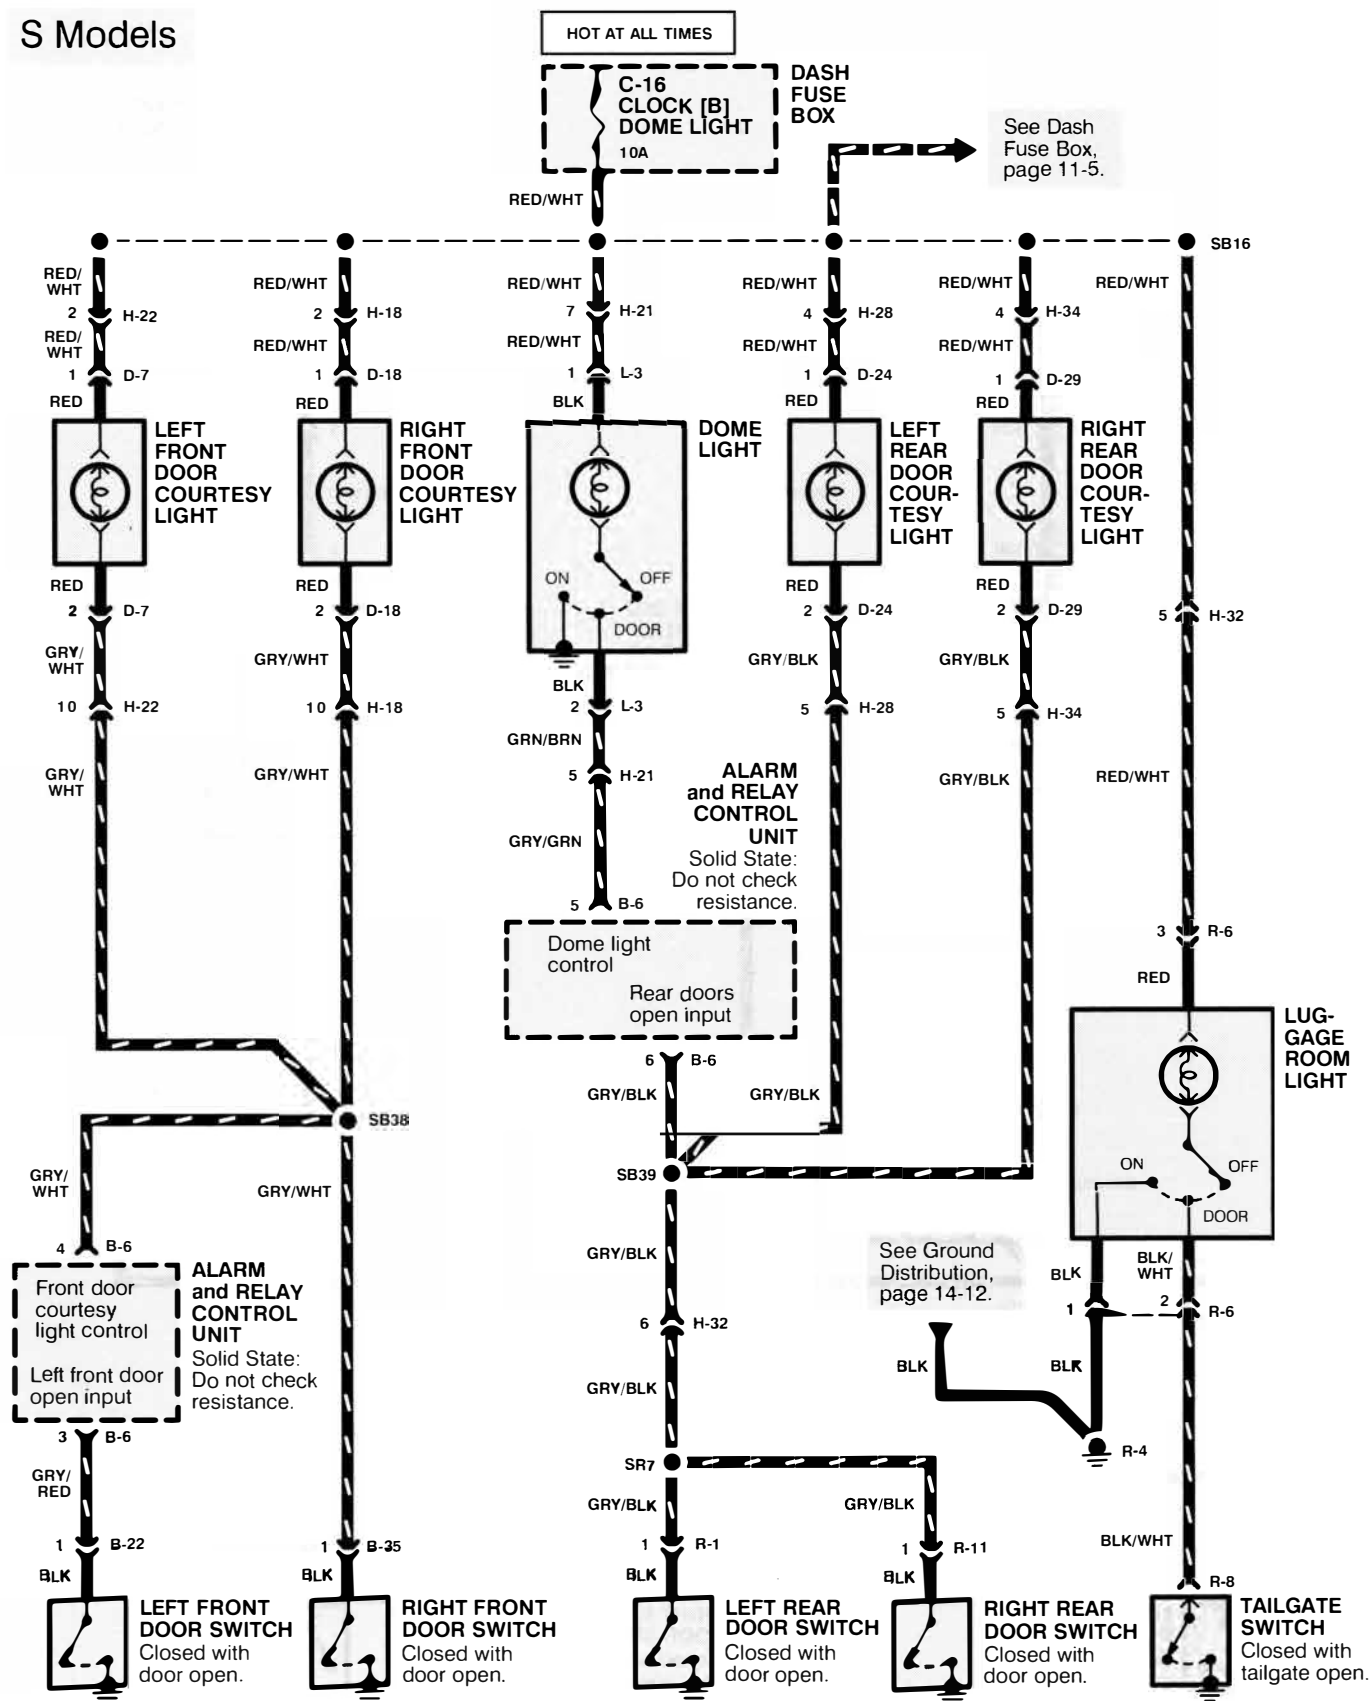 S Models
HOT AT ALL TIMES
C-16
CLOCK [B]
DOME LIGHT
10A
DASH
FUSE
BOX
See Dash
Fuse Box,
page 11-5.
RED/WHT
SB16
RED/
WHT
RED/WHT
RED/WHT
RED/WHT
RED/WHT
RED/WHT
2 H-22
2 H-18
7 H-21
4 H-28
4 H-34
RED/
WHT
RED/WHT
RED/WHT
RED/WHT
RED/WHT
1 D-7
1 D-18
1 L-3
1 D-24
1 D-29
RED
RED
BLK
RED
RED
LEFT
FRONT
DOOR
COURTESY
LIGHT
RIGHT
FRONT
DOOR
COURTESY
LIGHT
DOME
LIGHT
LEFT
REAR
DOOR
COUR-
TESY
LIGHT
RIGHT
REAR
DOOR
COUR-
TESY
LIGHT
ON
OFF
DOOR
RED
RED
RED
RED
2 D-7
2 D-18
2 D-24
2 D-29
5 H-32
GRY/
WHT
GRY/WHT
BLK
GRY/BLK
GRY/BLK
10 H-22
10 H-18
2 L-3
5 H-28
5 H-34
GRN/BRN
GRY/
WHT
GRY/WHT
5 H-21
GRY/BLK
RED/WHT
GRY/GRN
ALARM
and RELAY
CONTROL
UNIT
Solid State:
Do not check
resistance.
5 B-6
Dome light
control
Rear doors
open input
3 R-6
RED
LUG-
GAGE
ROOM
LIGHT
6 B-6
GRY/BLK
GRY/BLK
SB38
SB39
ON
OFF
DOOR
GRY/
WHT
GRY/WHT
4 B-6
GRY/BLK
See Ground
Distribution,
page 14-12.
BLK
BLK/
WHT
Front door
courtesy
light control
Left front door
open input
ALARM
and RELAY
CONTROL
UNIT
Solid State:
Do not check
resistance.
6 H-32
1
2 R-6
GRY/BLK
BLK
BLK
3 B-6
R-4
SR7
GRY/
RED
GRY/BLK
GRY/BLK
BLK/WHT
1 B-22
1 B-35
1 R-1
1 R-11
R-8
BLK
BLK
BLK
BLK
LEFT FRONT
DOOR SWITCH
Closed with
door open.
RIGHT FRONT
DOOR SWITCH
Closed with
door open.
LEFT REAR
DOOR SWITCH
Closed with
door open.
RIGHT REAR
DOOR SWITCH
Closed with
door open.
TAILGATE
SWITCH
Closed with
tailgate open.